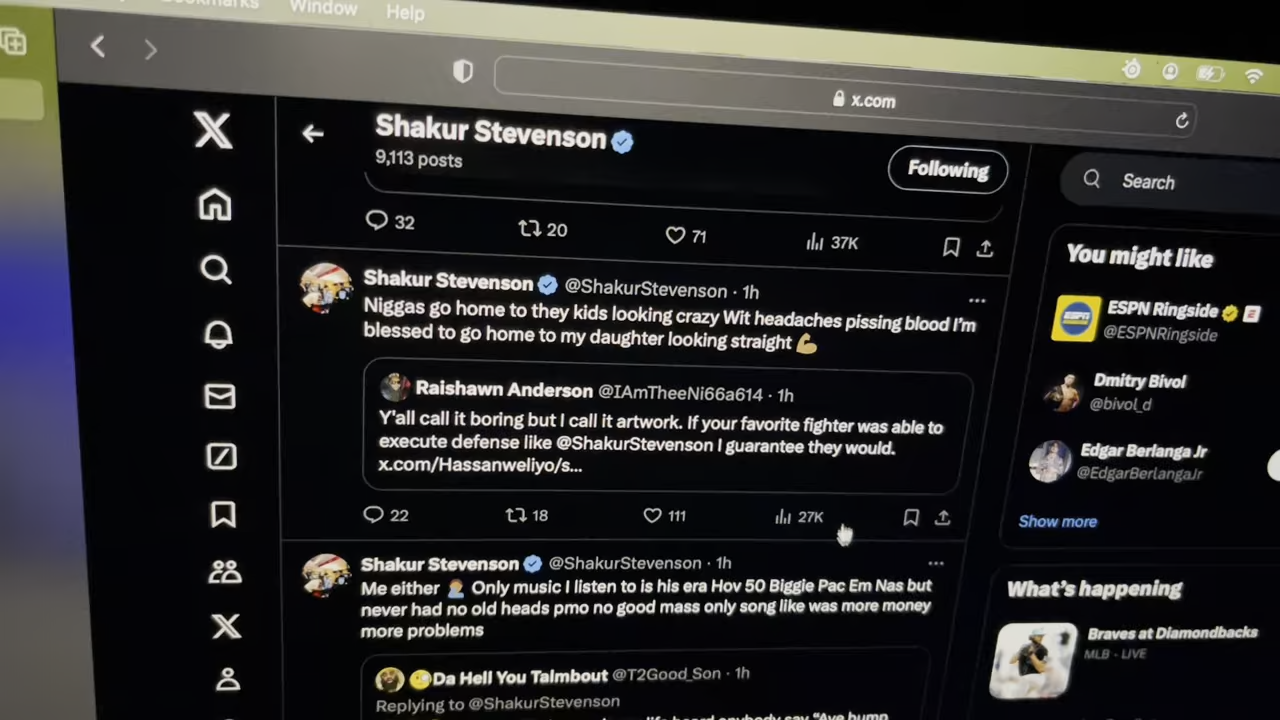 Window
Help
x.com
Shakur Stevenson
9,113 posts
Following
Search
32
20
71
37K
You might like
Shakur Stevenson @ShakurStevenson · 1h
Niggas go home to they kids looking crazy Wit headaches pissing blood I'm
blessed to go home to my daughter looking straight 💪
ESPN Ringside
@ESPNRingside
Raishawn Anderson @IAmTheeNi66a614 · 1h
Y'all call it boring but I call it artwork. If your favorite fighter was able to
execute defense like @ShakurStevenson I guarantee they would.
x.com/Hassanweliyo/s...
Dmitry Bivol
@bivol_d
Edgar Berlanga Jr
@EdgarBerlangaJr
22
18
111
27K
Show more
Shakur Stevenson @ShakurStevenson · 1h
Me either 🤦 Only music I listen to is his era Hov 50 Biggie Pac Em Nas but
never had no old heads pmo no good mass only song like was more money
more problems
What's happening
Braves at Diamondbacks
MLB · LIVE
Da Hell You Talmbout @T2Good_Son · 1h
Replying to @ShakurStevenson